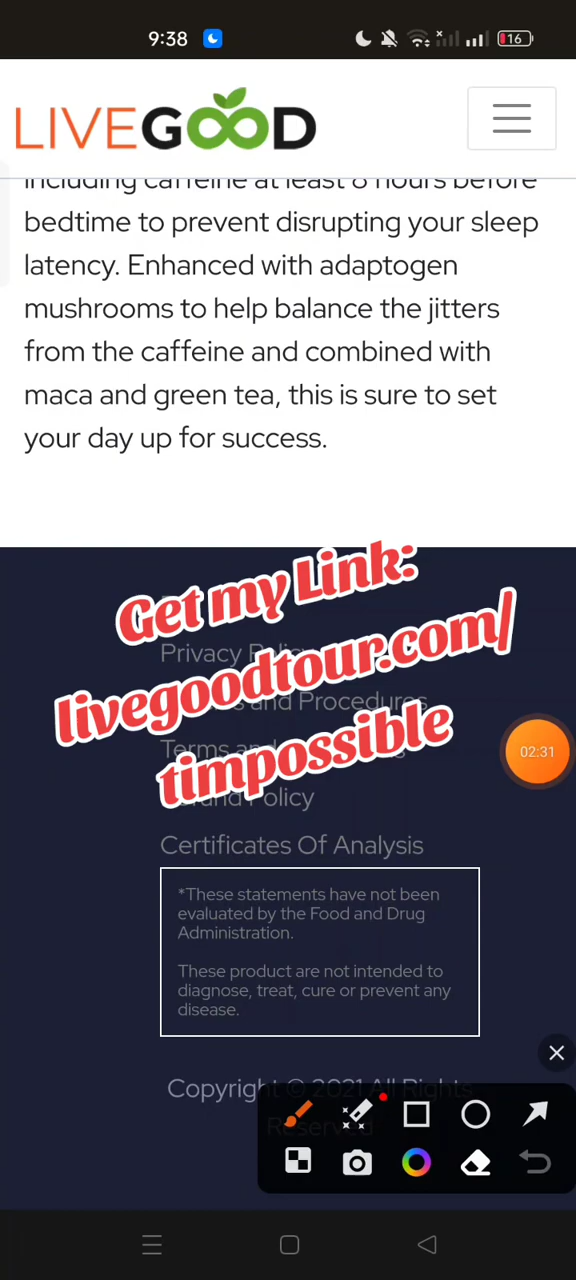 9:38
16
LIVEGOOD
including caffeine at least 8 hours before
bedtime to prevent disrupting your sleep
latency. Enhanced with adaptogen
mushrooms to help balance the jitters
from the caffeine and combined with
maca and green tea, this is sure to set
your day up for success.
Get my Link:
Privacy Policy
livegoodtour.com/
and Procedures
Terms and
timpossible
Refund Policy
02:31
Certificates Of Analysis
*These statements have not been
evaluated by the Food and Drug
Administration.
These product are not intended to
diagnose, treat, cure or prevent any
disease.
Copyright © 2021 All Rights
Reserved